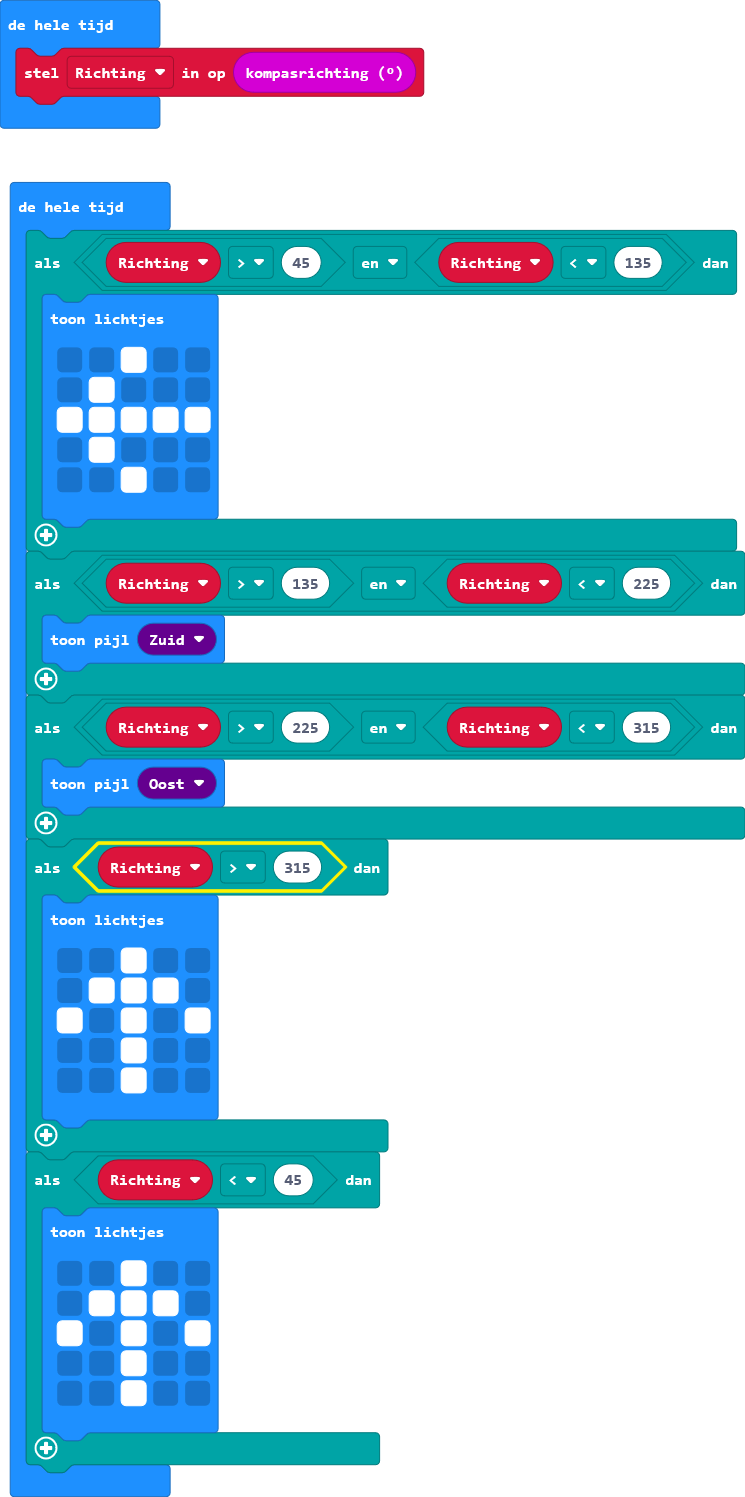 de hele tijd
stel Richting in op kompasrichting (º)
de hele tijd
als Richting > 45 en Richting < 135 dan
toon lichtjes
als Richting > 135 en Richting < 225 dan
toon pijl Zuid
als Richting > 225 en Richting < 315 dan
toon pijl Oost
als Richting > 315 dan
toon lichtjes
als Richting < 45 dan
toon lichtjes